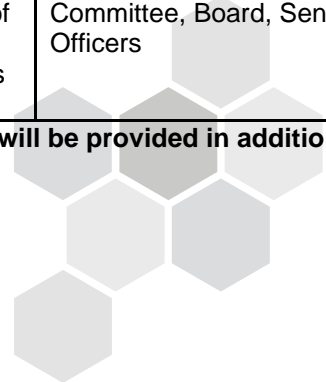 of Committee, Board, Sen
Officers
s
will be provided in additio